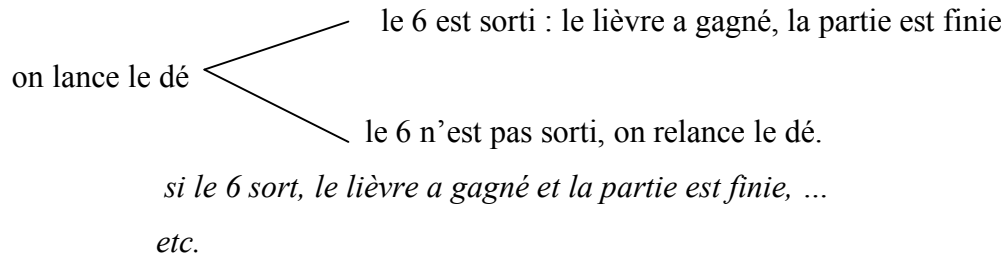 le 6 est sorti : le lièvre a gagné, la partie est finie
on lance le dé
le 6 n’est pas sorti, on relance le dé.
si le 6 sort, le lièvre a gagné et la partie est finie, …
etc.